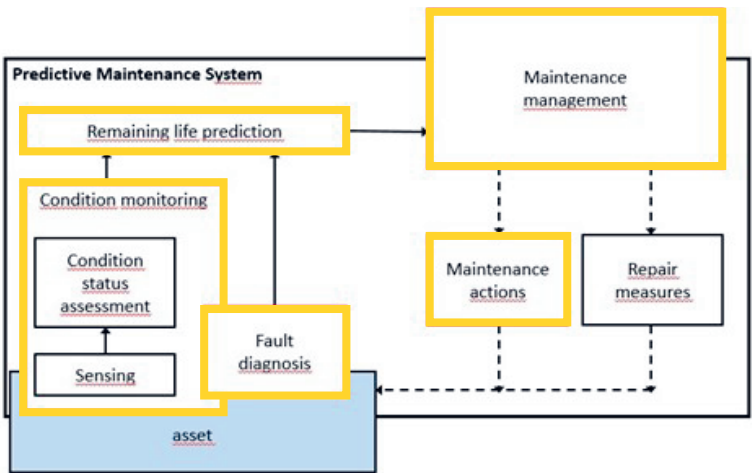 Predictive Maintenance System
Maintenance
management
Remaining life prediction
Condition monitoring
Condition
status
assessment
Sensing
Fault
diagnosis
Maintenance
actions
Repair
measures
asset